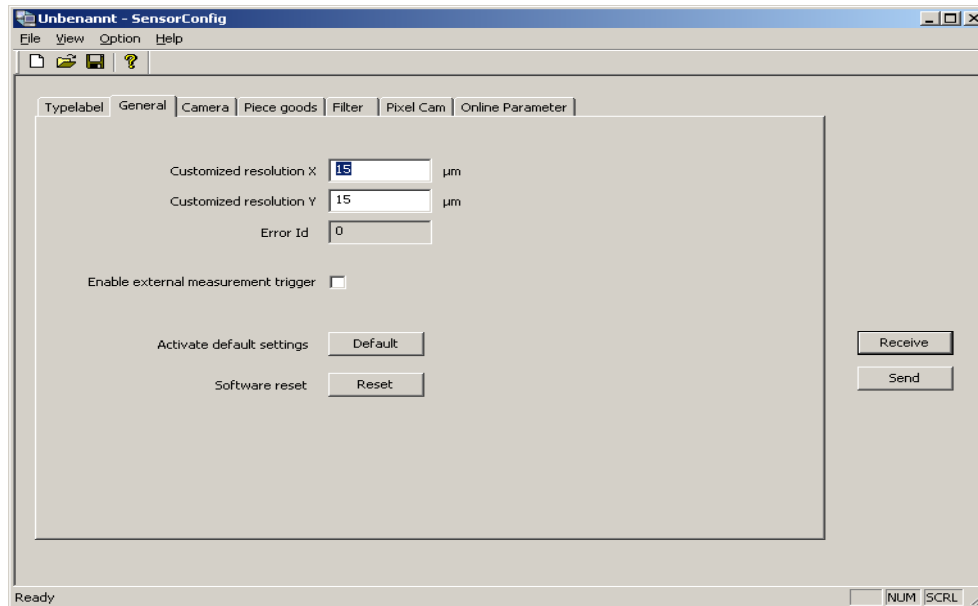 Unbenannt - SensorConfig
File View Option Help
Typelabel General Camera Piece goods Filter Pixel Cam Online Parameter
Customized resolution X 15 µm
Customized resolution Y 15 µm
Error Id 0
Enable external measurement trigger
Activate default settings Default
Receive
Software reset Reset
Send
Ready NUM SCRL